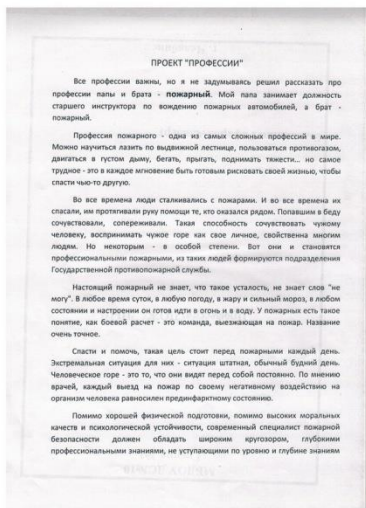 ПРОЕКТ "ПРОФЕССИИ"
Все профессии важны, но я не задумываясь решил рассказать про
профессии папы и брата - пожарный. Мой папа занимает должность
старшего инструктора по вождению пожарных автомобилей, а брат -
пожарный.
Профессия пожарного - одна из самых сложных профессий в мире.
Можно научиться лазить по выдвижной лестнице, пользоваться противогазом,
двигаться в густом дыму, бегать, прыгать, поднимать тяжести... но самое
трудное - это в каждое мгновение быть готовым рисковать своей жизнью, чтобы
спасти чью-то другую.
Во все времена люди сталкивались с пожарами. И во все времена их
спасали, им протягивали руку помощи те, кто оказался рядом. Попавшим в беду
сочувствовали, сопереживали. Такая способность сочувствовать чужому
человеку, воспринимать чужое горе как свое личное, свойственна многим
людям. Но некоторым - в особой степени. Вот они и становятся
профессиональными пожарными, из таких людей формируются подразделения
Государственной противопожарной службы.
Настоящий пожарный не знает, что такое усталость, не знает слов "не
могу". В любое время суток, в любую погоду, в жару и сильный мороз, в любом
состоянии и настроении он готов идти в огонь и в воду. У пожарных есть такое
понятие, как боевой расчет - это команда, выезжающая на пожар. Название
очень точное.
Спасти и помочь, такая цель стоит перед пожарными каждый день.
Экстремальная ситуация для них - ситуация штатная, обычный будний день.
Человеческое горе - это то, что они видят перед собой постоянно. По мнению
врачей, каждый выезд на пожар по своему негативному воздействию на
организм человека равносилен прединфарктному состоянию.
Помимо хорошей физической подготовки, помимо высоких моральных
качеств и психологической устойчивости, современный специалист пожарной
безопасности должен обладать широким кругозором, глубокими
профессиональными знаниями, не уступающими по уровню и глубине знаниям